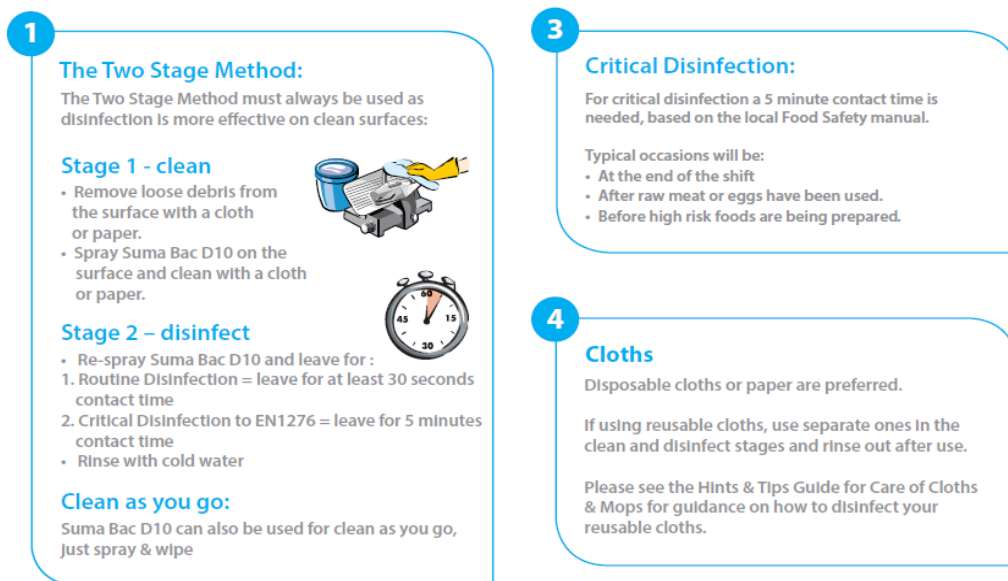 1
The Two Stage Method:
The Two Stage Method must always be used as
disinfection is more effective on clean surfaces:
Stage 1 - clean
• Remove loose debris from
the surface with a cloth
or paper.
• Spray Suma Bac D10 on the
surface and clean with a cloth
or paper.
60
15
30
45
Stage 2 – disinfect
• Re-spray Suma Bac D10 and leave for :
1. Routine Disinfection = leave for at least 30 seconds
contact time
2. Critical Disinfection to EN1276 = leave for 5 minutes
contact time
• Rinse with cold water
Clean as you go:
Suma Bac D10 can also be used for clean as you go,
just spray & wipe
3
Critical Disinfection:
For critical disinfection a 5 minute contact time is
needed, based on the local Food Safety manual.
Typical occasions will be:
• At the end of the shift
• After raw meat or eggs have been used.
• Before high risk foods are being prepared.
4
Cloths
Disposable cloths or paper are preferred.
If using reusable cloths, use separate ones in the
clean and disinfect stages and rinse out after use.
Please see the Hints & Tips Guide for Care of Cloths
& Mops for guidance on how to disinfect your
reusable cloths.